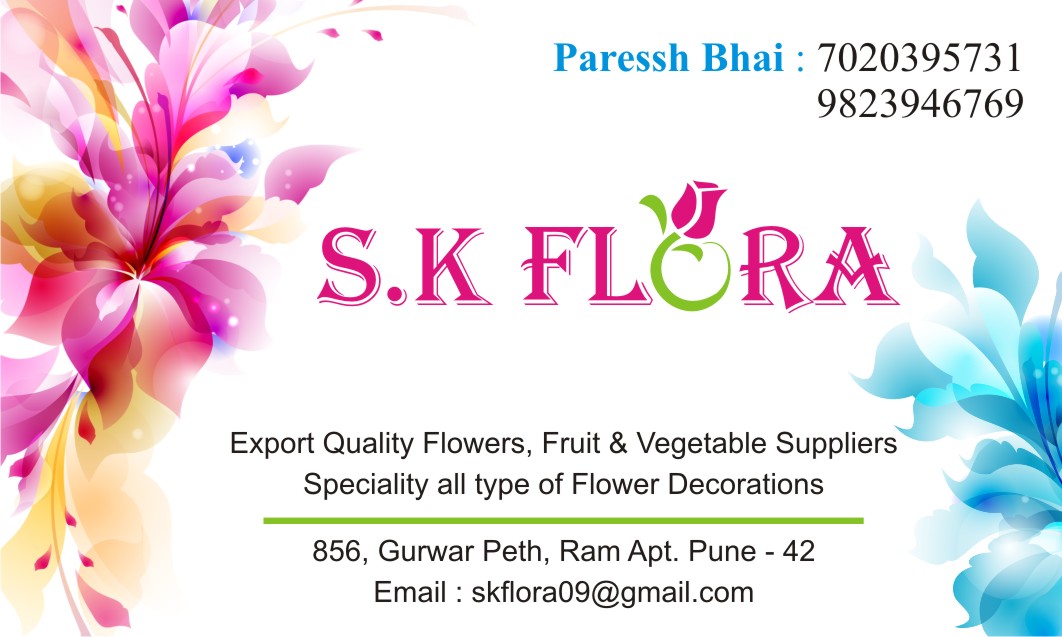 Paressh Bhai : 7020395731
9823946769
S.K FLORA
Export Quality Flowers, Fruit & Vegetable Suppliers
Speciality all type of Flower Decorations
856, Gurwar Peth, Ram Apt. Pune - 42
Email : skflora09@gmail.com